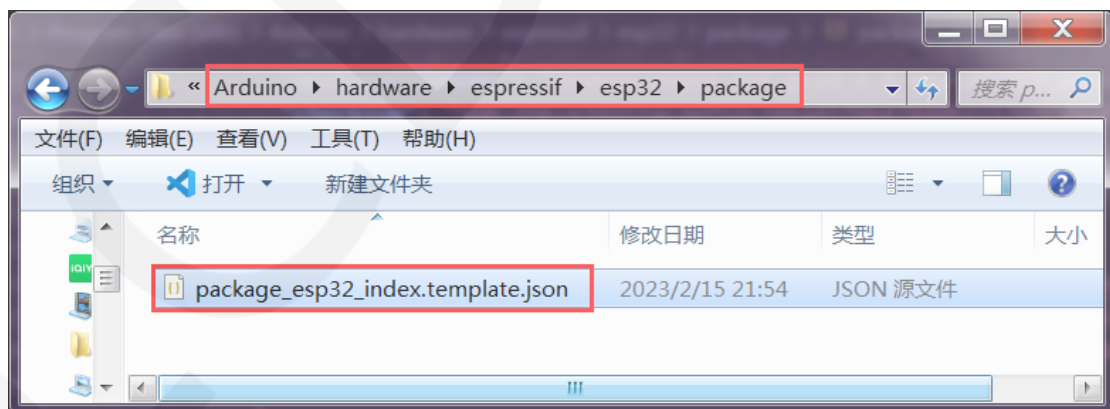 « Arduino hardware espressif esp32 package
搜索 p...
文件(F) 编辑(E) 查看(V) 工具(T) 帮助(H)
组织 打开 新建文件夹
名称 修改日期 类型 大小
package_esp32_index.template.json 2023/2/15 21:54 JSON 源文件